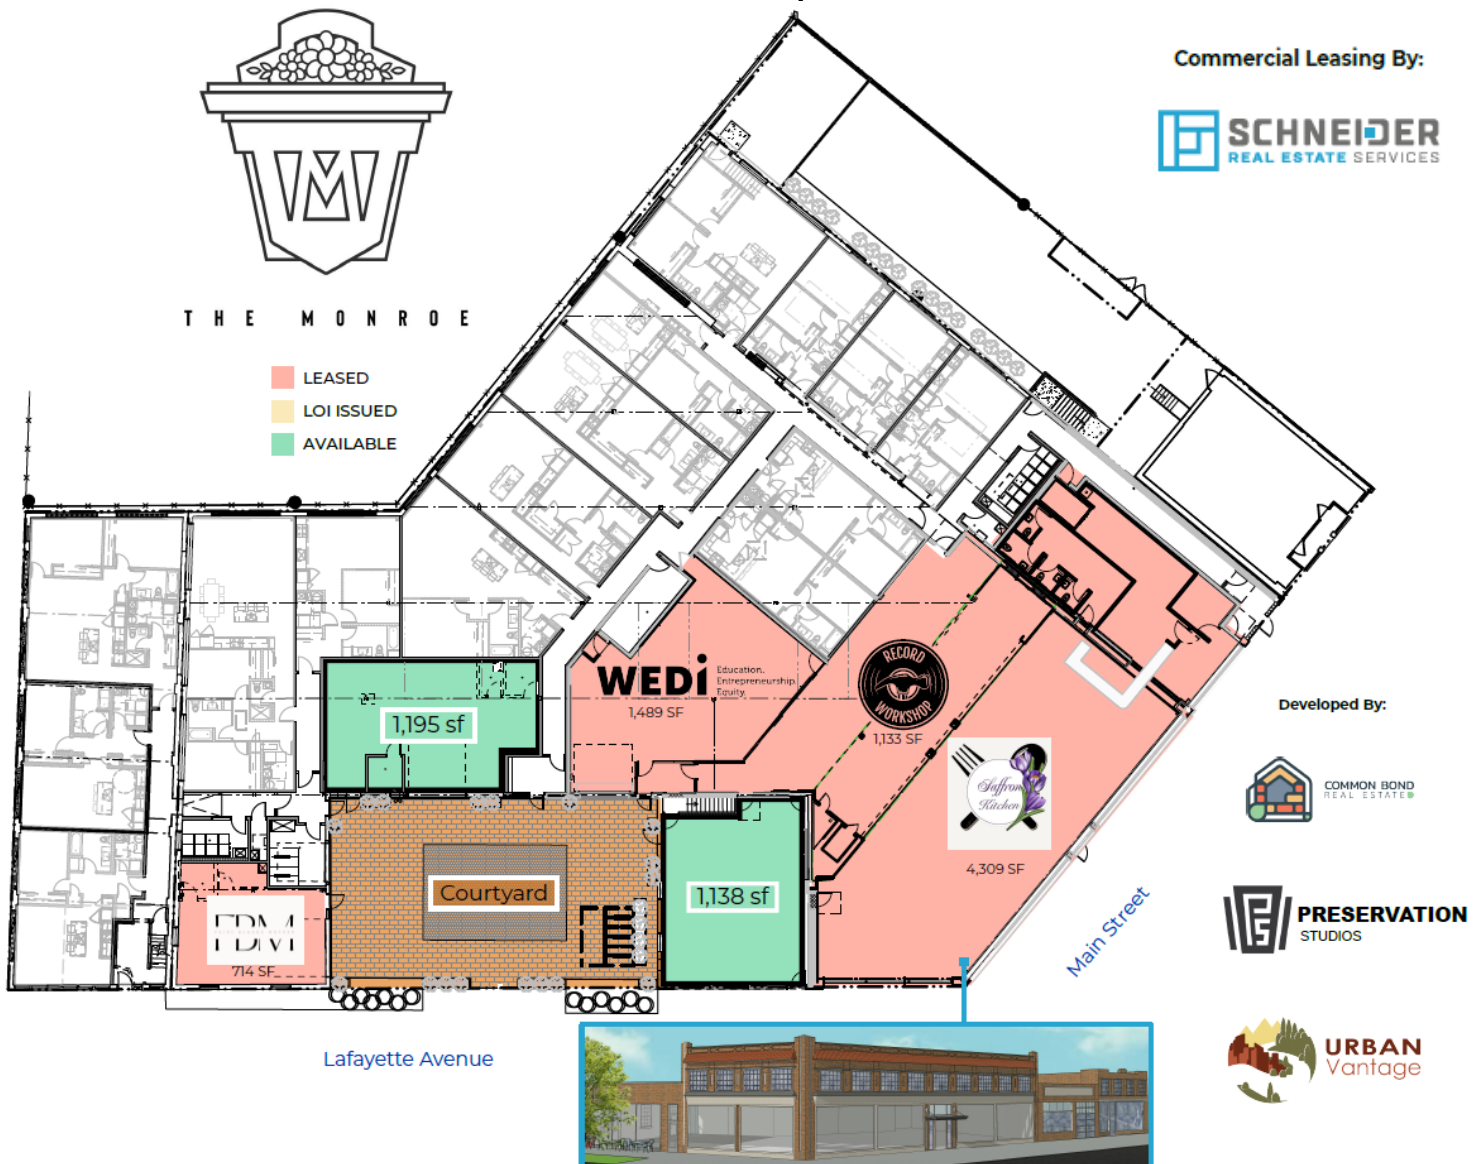 Commercial Leasing By:
SCHNEIDER
REAL ESTATE SERVICES
THE MONROE
LEASED
LOI ISSUED
AVAILABLE
WEDI
Education.
Entrepreneurship.
Equity.
1,489 SF
RECORD
WORKSHOP
1,133 SF
1,195 sf
Saffron
Kitchen
4,309 SF
Courtyard
1,138 sf
FBM
714 SF
Main Street
Lafayette Avenue
Developed By:
COMMON BOND
REAL ESTATE
PRESERVATION
STUDIOS
URBAN
Vantage